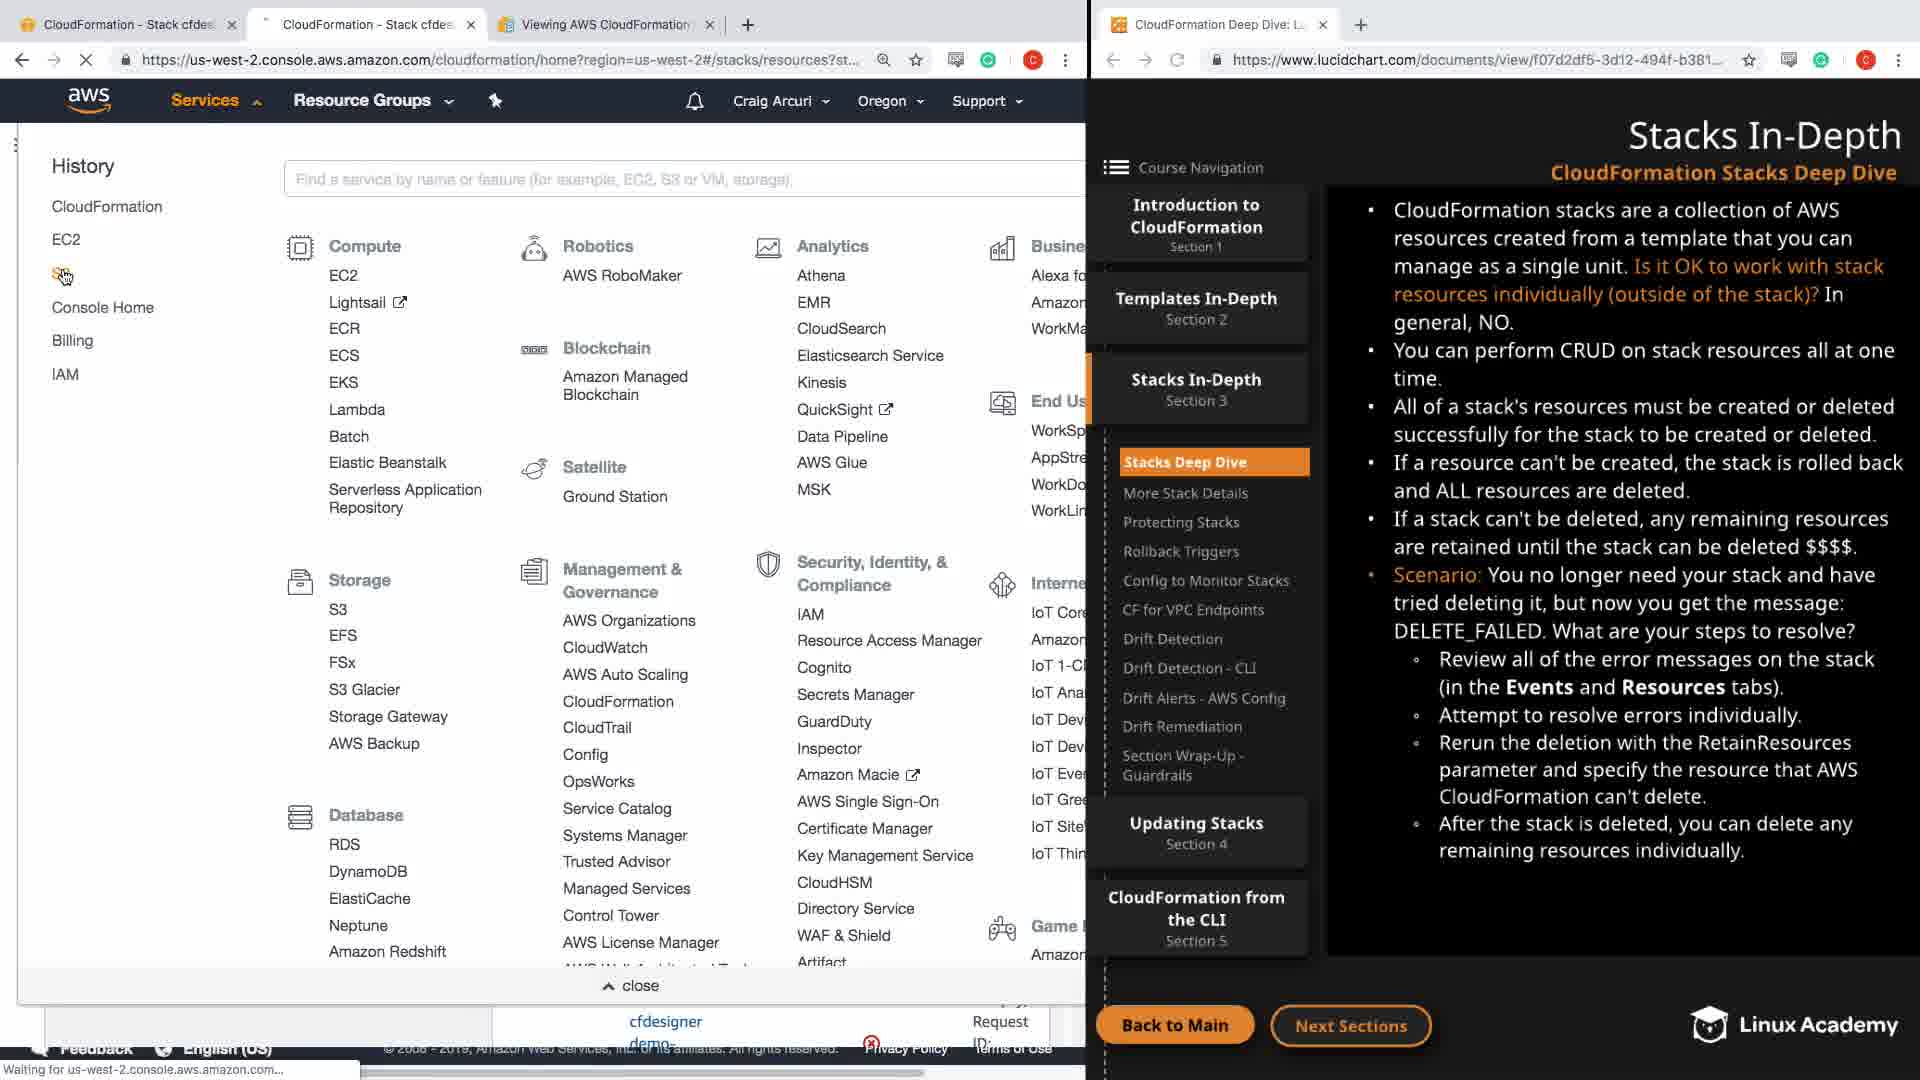 CloudFormation - Stack cfdes
CloudFormation - Stack cfdes
Viewing AWS CloudFormation
https://us-west-2.console.aws.amazon.com/cloudformation/home?region=us-west-2#/stacks/resources?st...
aws
Services
Resource Groups
Craig Arcuri
Oregon
Support
History
CloudFormation
EC2
Console Home
Billing
IAM
Find a service by name or feature (for example, EC2, S3 or VM, storage).
Compute
EC2
Lightsail
ECR
ECS
EKS
Lambda
Batch
Elastic Beanstalk
Serverless Application
Repository
Storage
S3
EFS
FSx
S3 Glacier
Storage Gateway
AWS Backup
Database
RDS
DynamoDB
ElastiCache
Neptune
Amazon Redshift
Robotics
AWS RoboMaker
Blockchain
Amazon Managed
Blockchain
Satellite
Ground Station
Management &
Governance
AWS Organizations
CloudWatch
AWS Auto Scaling
CloudFormation
CloudTrail
Config
OpsWorks
Service Catalog
Systems Manager
Trusted Advisor
Managed Services
Control Tower
AWS License Manager
Analytics
Athena
EMR
CloudSearch
Elasticsearch Service
Kinesis
QuickSight
Data Pipeline
AWS Glue
MSK
Security, Identity, &
Compliance
IAM
Resource Access Manager
Cognito
Secrets Manager
GuardDuty
Inspector
Amazon Macie
AWS Single Sign-On
Certificate Manager
Key Management Service
CloudHSM
Directory Service
WAF & Shield
Artifact
Busine
Alexa fo
Amazon
WorkMa
End Us
WorkSp
AppStre
WorkDo
WorkLin
Interne
IoT Core
Amazon
IoT 1-Cl
IoT Ana
IoT Dev
IoT Dev
IoT Eve
IoT Gre
IoT Site
IoT Thin
Game
Amazon
close
cfdesigner
demo-
Request
ID:
Feedback
English (US)
© 2008 - 2019, Amazon Web Services, Inc. or its affiliates. All rights reserved.
Privacy Policy
Terms of Use
Waiting for us-west-2.console.aws.amazon.com...
CloudFormation Deep Dive: L
https://www.lucidchart.com/documents/view/f07d2df5-3d12-494f-b381...
Stacks In-Depth
CloudFormation Stacks Deep Dive
Course Navigation
Introduction to
CloudFormation
Section 1
Templates In-Depth
Section 2
Stacks In-Depth
Section 3
Stacks Deep Dive
More Stack Details
Protecting Stacks
Rollback Triggers
Config to Monitor Stacks
CF for VPC Endpoints
Drift Detection
Drift Detection - CLI
Drift Alerts - AWS Config
Drift Remediation
Section Wrap-Up -
Guardrails
Updating Stacks
Section 4
CloudFormation from
the CLI
Section 5
• CloudFormation stacks are a collection of AWS
resources created from a template that you can
manage as a single unit. Is it OK to work with stack
resources individually (outside of the stack)? In
general, NO.
• You can perform CRUD on stack resources all at one
time.
• All of a stack's resources must be created or deleted
successfully for the stack to be created or deleted.
• If a resource can't be created, the stack is rolled back
and ALL resources are deleted.
• If a stack can't be deleted, any remaining resources
are retained until the stack can be deleted $$$$.
• Scenario: You no longer need your stack and have
tried deleting it, but now you get the message:
DELETE_FAILED. What are your steps to resolve?
◦ Review all of the error messages on the stack
(in the Events and Resources tabs).
◦ Attempt to resolve errors individually.
◦ Rerun the deletion with the RetainResources
parameter and specify the resource that AWS
CloudFormation can't delete.
◦ After the stack is deleted, you can delete any
remaining resources individually.
Back to Main
Next Sections
Linux Academy